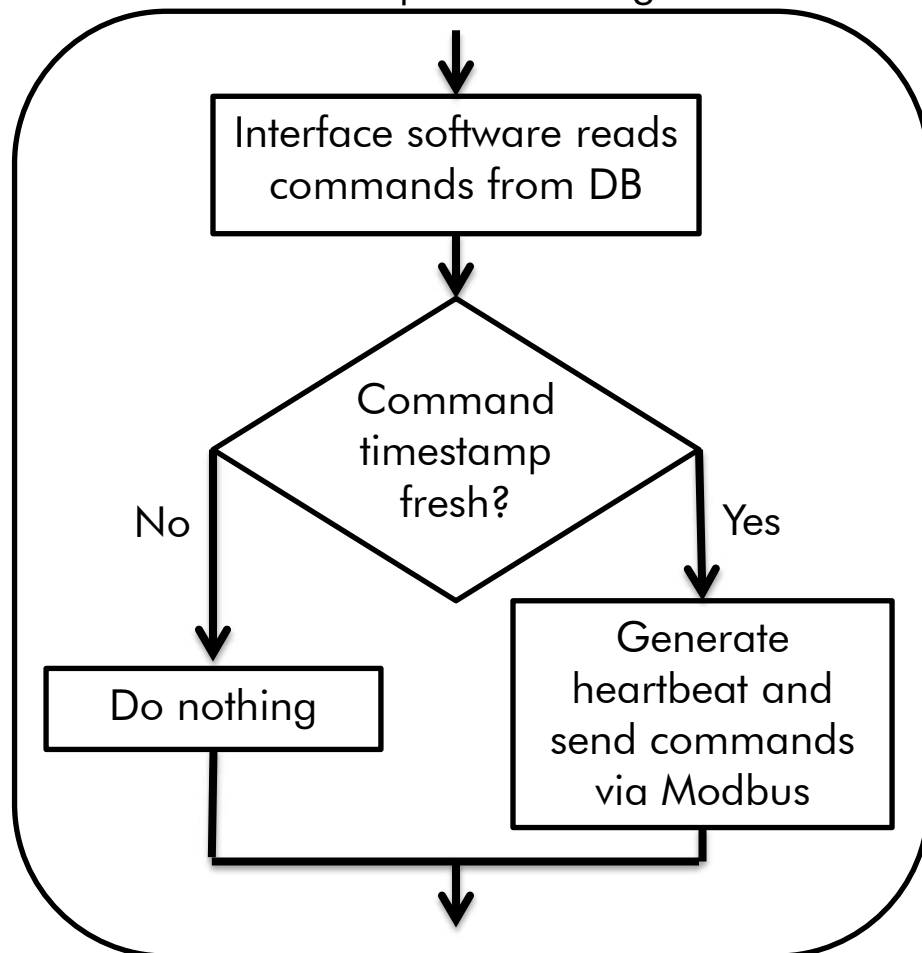 Interface software reads
commands from DB
Command
timestamp
fresh?
No
Yes
Do nothing
Generate
heartbeat and
send commands
via Modbus